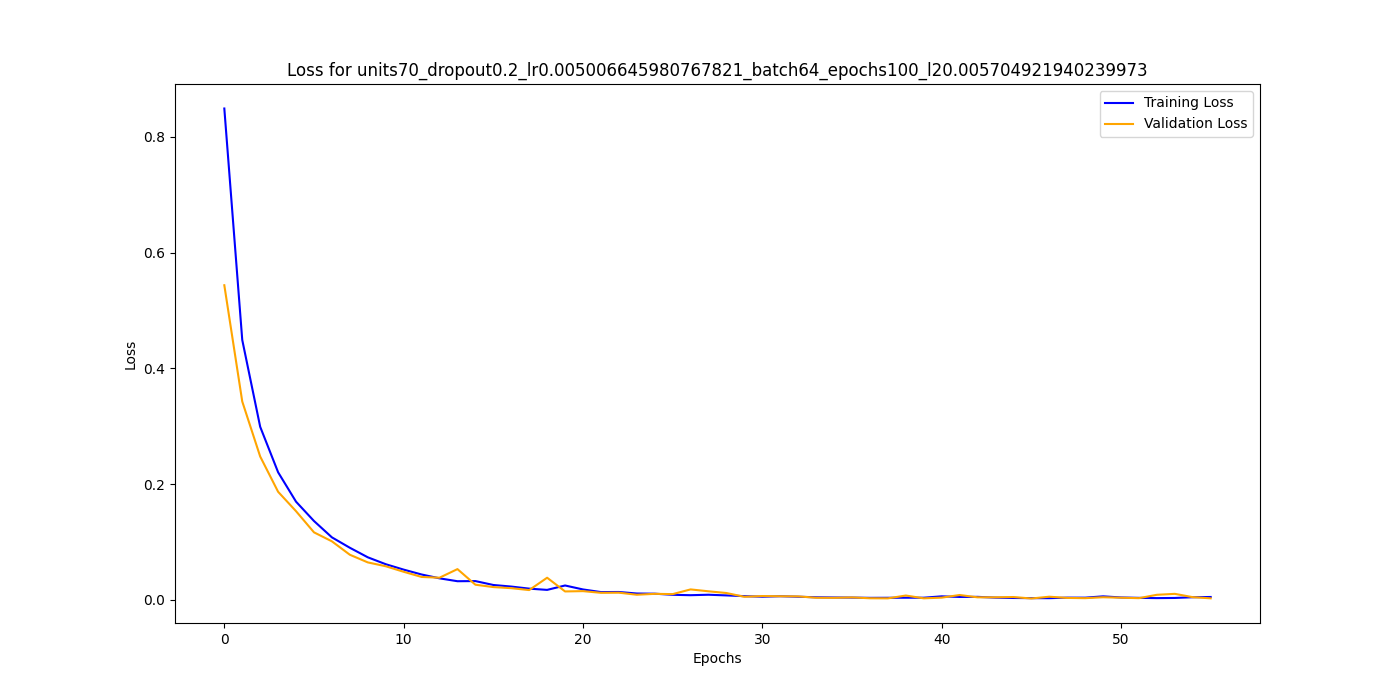 Loss for units70_dropout0.2_lr0.005006645980767821_batch64_epochs100_l20.005704921940239973
Training Loss
Validation Loss
0.8
0.6
0.4
0.2
0.0
Loss
0 10 20 30 40 50
Epochs